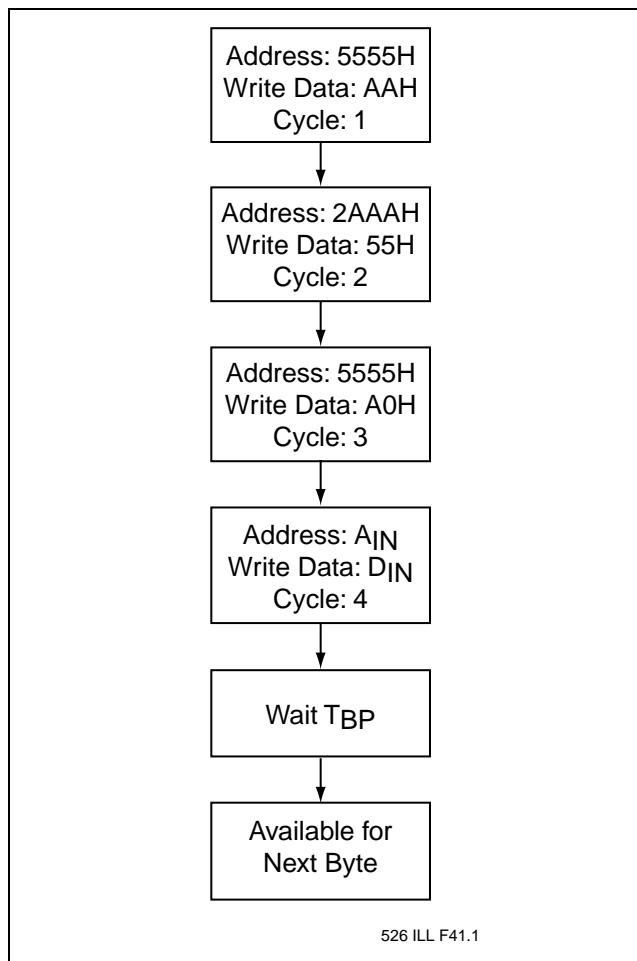 Address: 5555H
Write Data: AAH
Cycle: 1
Address: 2AAAH
Write Data: 55H
Cycle: 2
Address: 5555H
Write Data: A0H
Cycle: 3
Address: AIN
Write Data: DIN
Cycle: 4
Wait TBP
Available for
Next Byte
526 ILL F41.1